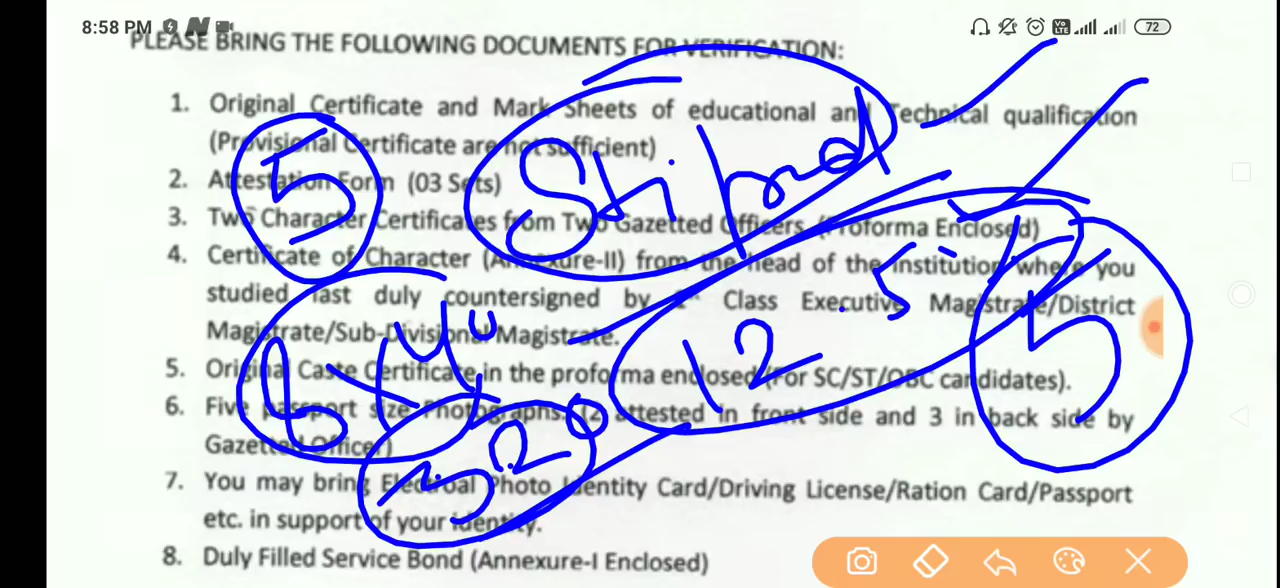 8:58 PM
72
PLEASE BRING THE FOLLOWING DOCUMENTS FOR VERIFICATION:
1. Original Certificate and Mark Sheets of educational and Technical qualification
(Provisional Certificate are not sufficient)
2. Attestation Form (03 Sets)
3. Two Character Certificates from Two Gazetted Officers. (Proforma Enclosed)
4. Certificate of Character (Annexure-II) from the head of the institution where you
studied last duly countersigned by Class Executive Magistrate/District
Magistrate/Sub-Divisional Magistrate.
5. Original Caste Certificate in the proforma enclosed (For SC/ST/OBC candidates).
6. Five passport size Photographs. (2 attested in front side and 3 in back side by
Gazetted Officer)
7. You may bring Electroal Photo Identity Card/Driving License/Ration Card/Passport
etc. in support of your identity.
8. Duly Filled Service Bond (Annexure-I Enclosed)
5
12
5